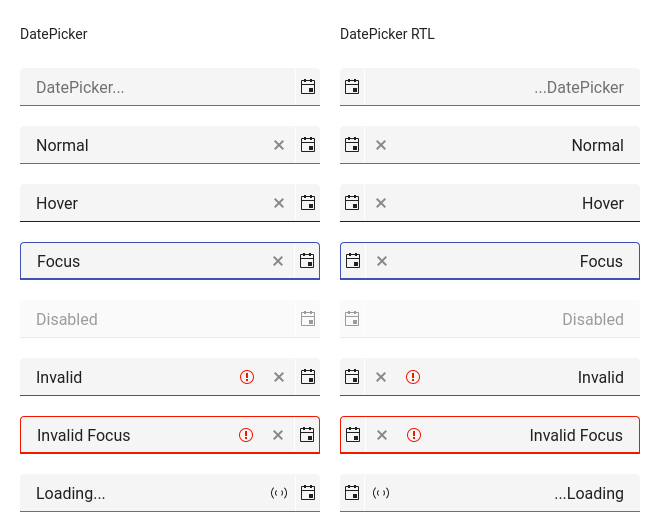 DatePicker
DatePicker RTL
DatePicker...
...DatePicker
Normal
Normal
Hover
Hover
Focus
Focus
Disabled
Disabled
Invalid
Invalid
Invalid Focus
Invalid Focus
Loading...
...Loading